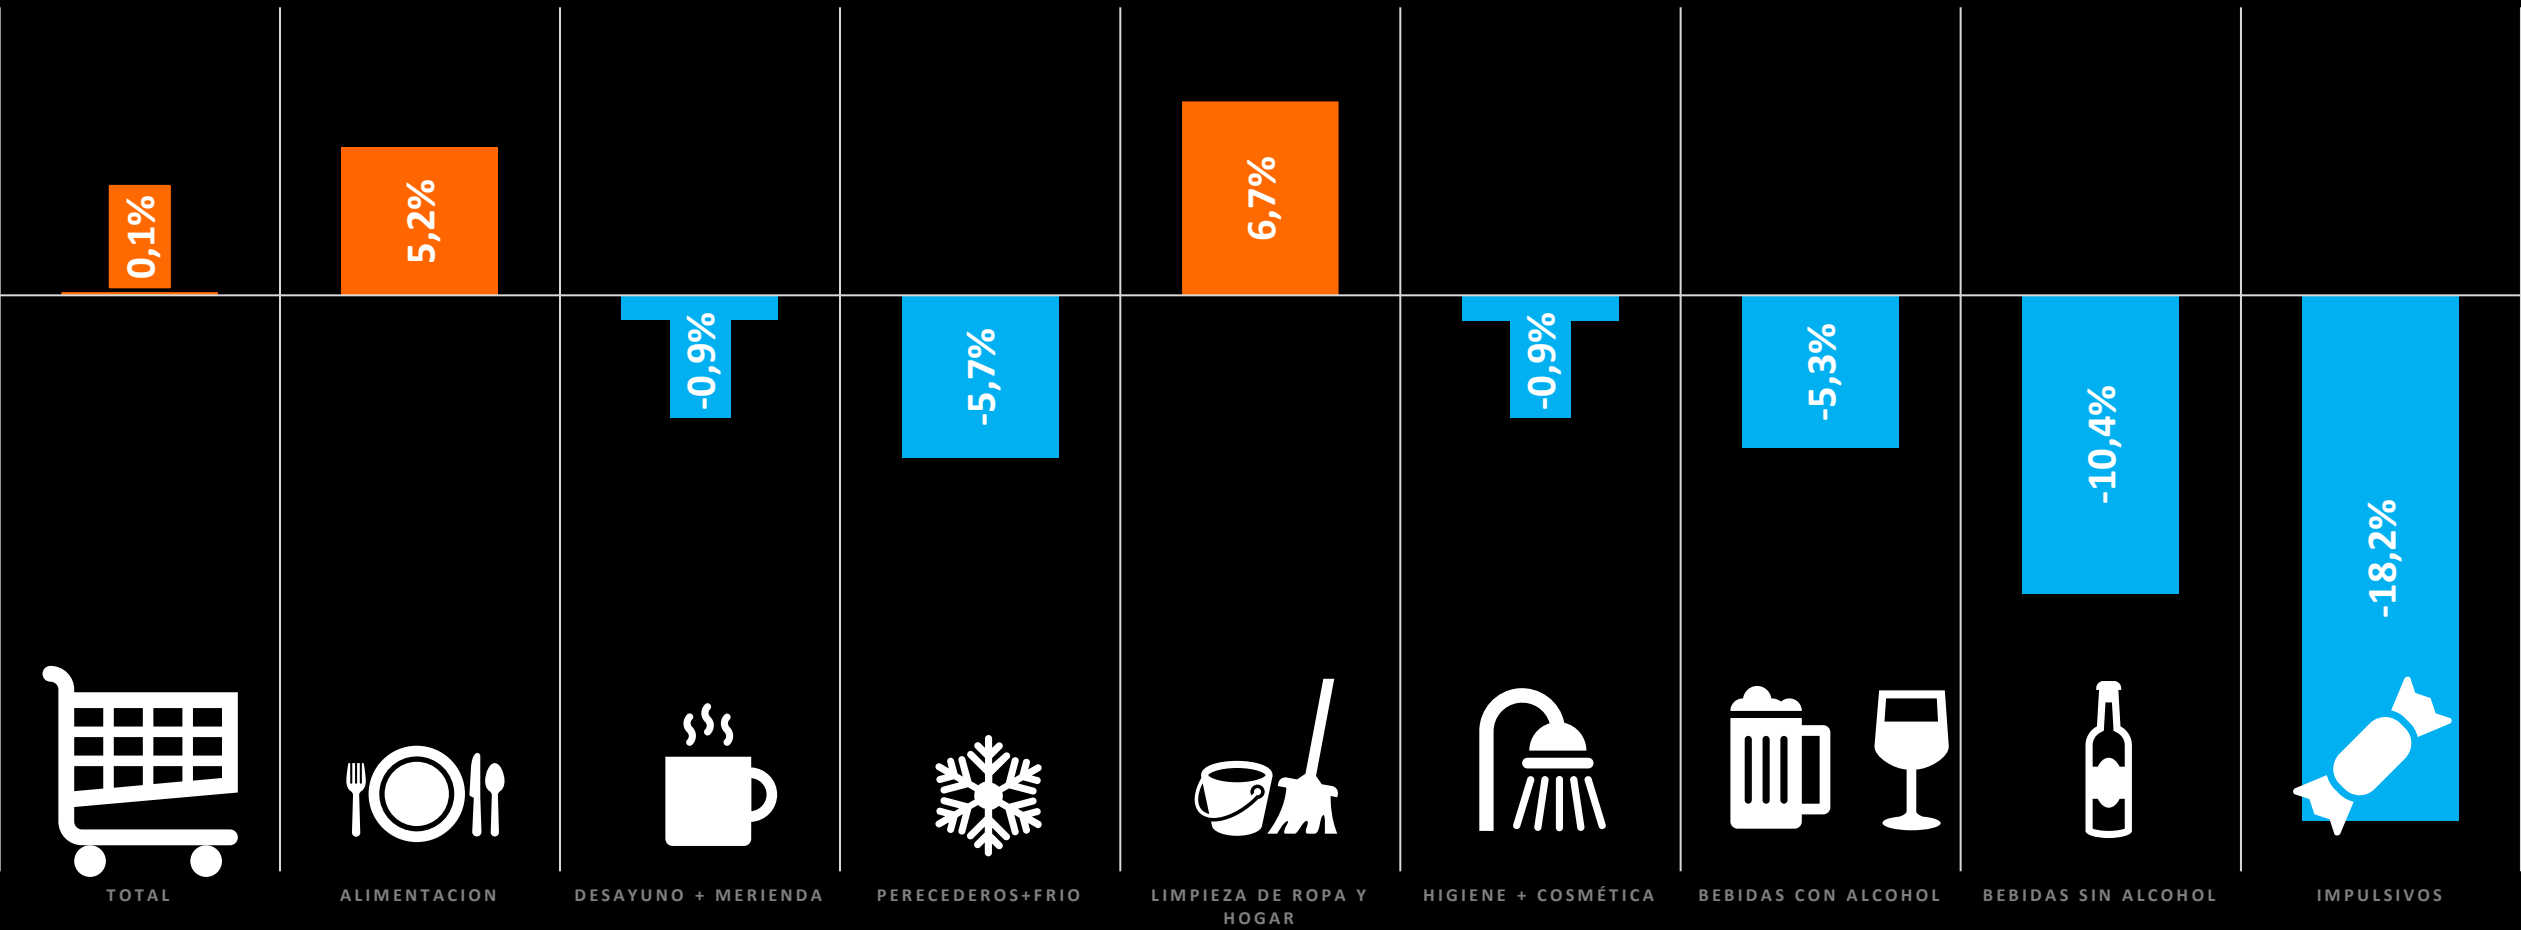 0,1%
5,2%
-0,9%
-5,7%
6,7%
-0,9%
-5,3%
-10,4%
-18,2%
TOTAL
ALIMENTACION
DESAYUNO + MERIENDA
PERECEDEROS+FRIO
LIMPIEZA DE ROPA Y
HOGAR
HIGIENE + COSMÉTICA
BEBIDAS CON ALCOHOL
BEBIDAS SIN ALCOHOL
IMPULSIVOS